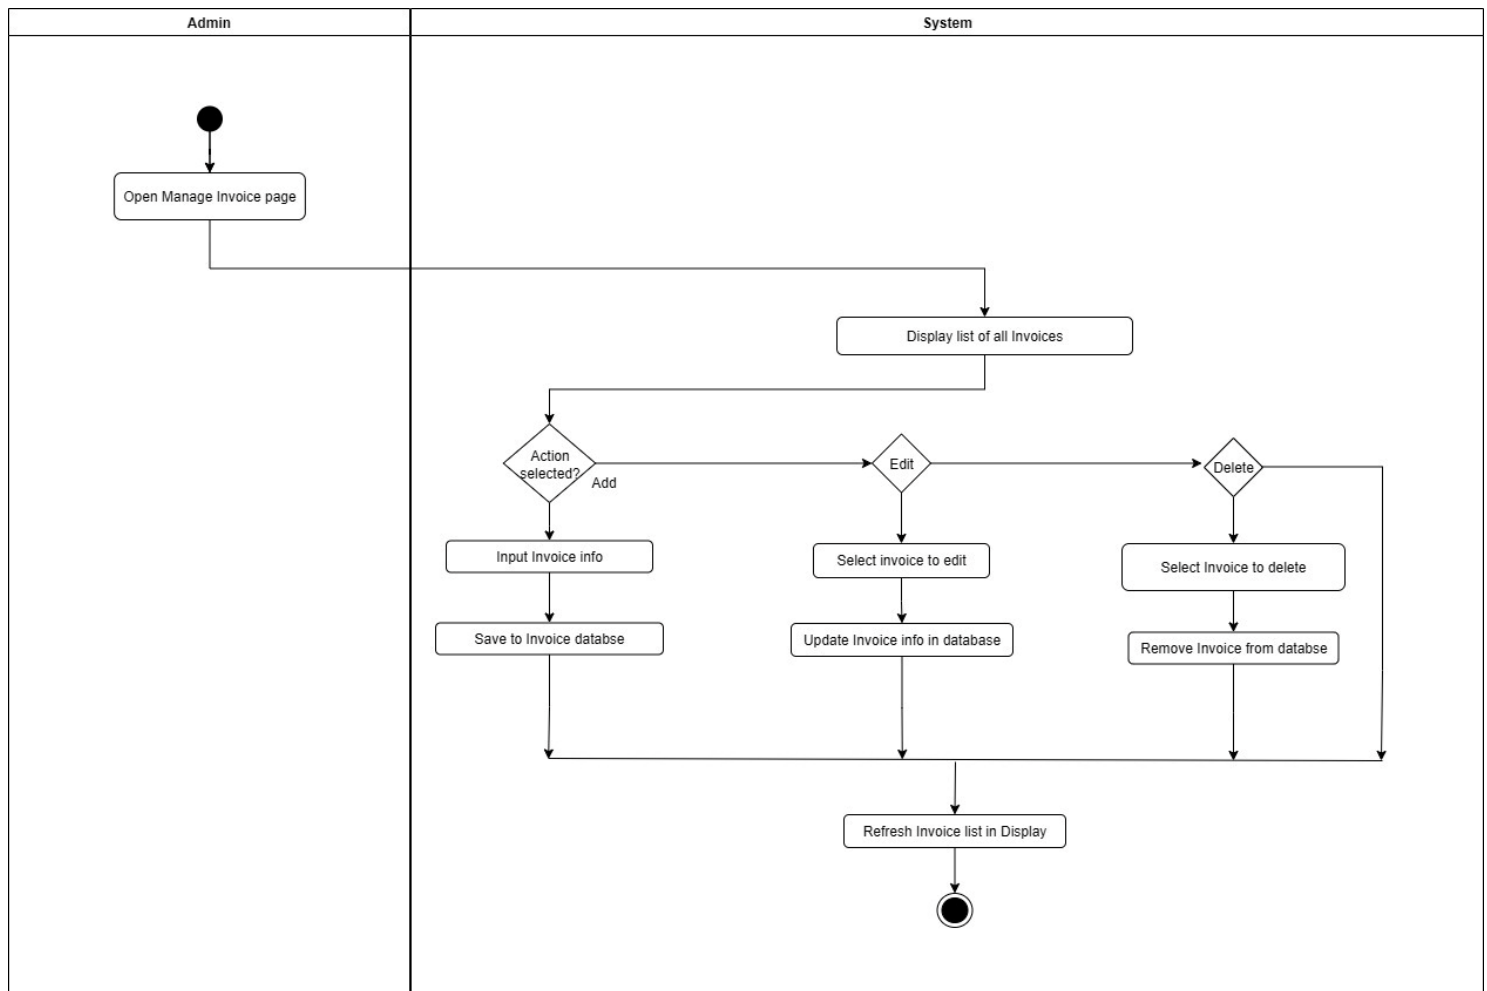 Admin
System
Open Manage Invoice page
Display list of all Invoices
Action
selected?
Add
Edit
Delete
Input Invoice info
Select invoice to edit
Select Invoice to delete
Save to Invoice databse
Update Invoice info in database
Remove Invoice from databse
Refresh Invoice list in Display